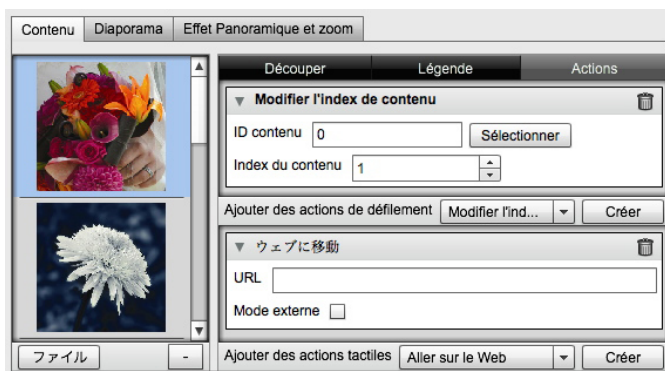 Contenu Diaporama Effet Panoramique et zoom
Découper Légende Actions
Modifier l'index de contenu
ID contenu 0 Sélectionner
Index du contenu 1
Ajouter des actions de défilement Modifier l'ind... Créer
ウェブに移動
URL
Mode externe
ファイル - Ajouter des actions tactiles Aller sur le Web Créer